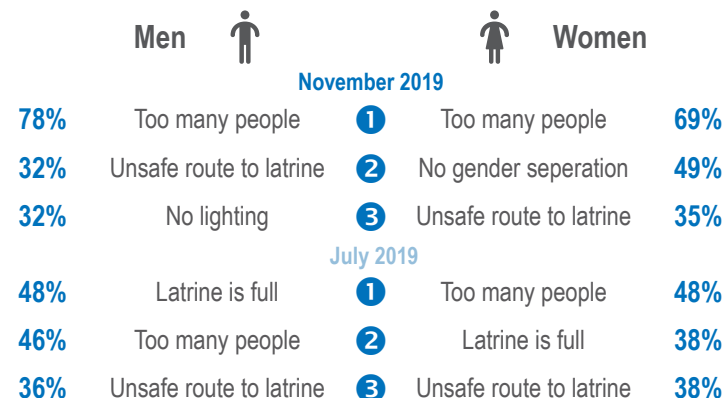 Men Women
November 2019
78% Too many people 1 Too many people 69%
32% Unsafe route to latrine 2 No gender seperation 49%
32% No lighting 3 Unsafe route to latrine 35%
July 2019
48% Latrine is full 1 Too many people 48%
46% Too many people 2 Latrine is full 38%
36% Unsafe route to latrine 3 Unsafe route to latrine 38%